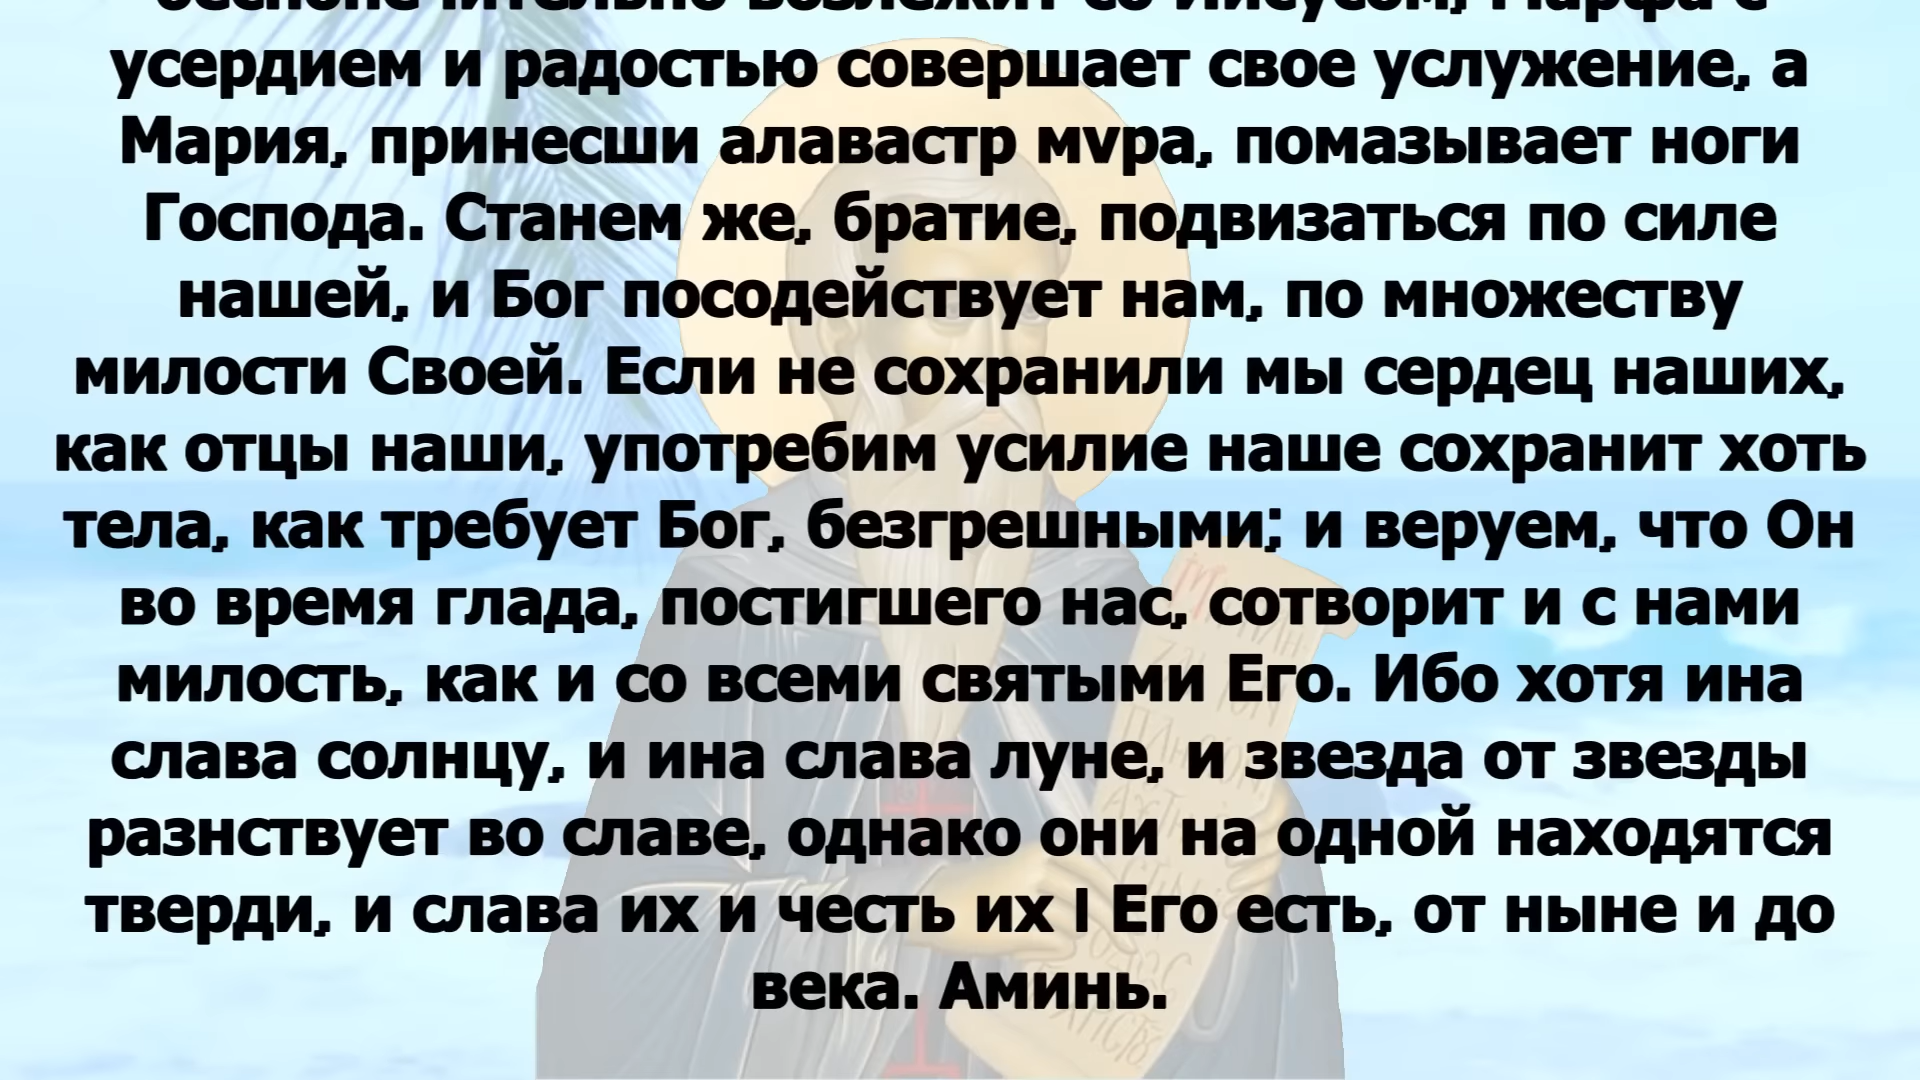 усердием и радостью совершает свое услужение, а
Мария, принесши алавастр мѵра, помазывает ноги
Господа. Станем же, братие, подвизаться по силе
нашей, и Бог посодействует нам, по множеству
милости Своей. Если не сохранили мы сердец наших,
как отцы наши, употребим усилие наше сохранит хоть
тела, как требует Бог, безгрешными; и веруем, что Он
во время глада, постигшего нас, сотворит и с нами
милость, как и со всеми святыми Его. Ибо хотя ина
слава солнцу, и ина слава луне, и звезда от звезды
разнствует во славе, однако они на одной находятся
тверди, и слава их и честь их I Его есть, от ныне и до
века. Аминь.